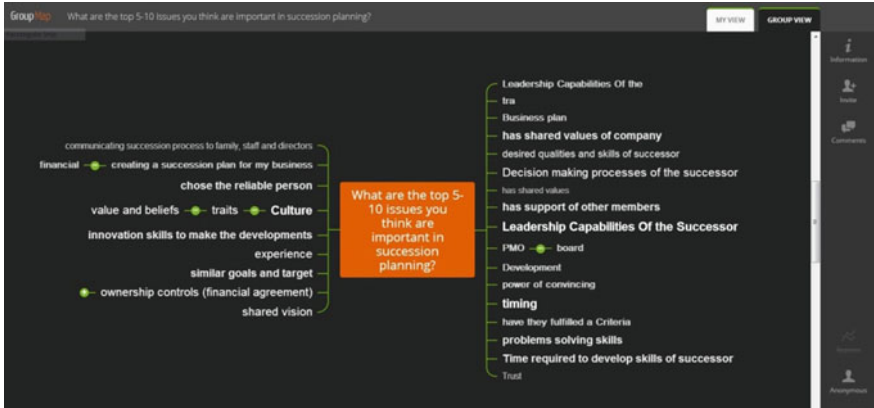 GroupMap What are the top 5-10 issues you think are important in succession planning?
MY VIEW
GROUP VIEW
Information
Invite
Comments
Anonymous
communicating succession process to family, staff and directors
financial creating a succession plan for my business
chose the reliable person
value and beliefs traits Culture
innovation skills to make the developments
experience
similar goals and target
ownership controls (financial agreement)
shared vision
What are the top 5-
10 issues you
think are
important in
succession
planning?
Leadership Capabilities Of the
tra
Business plan
has shared values of company
desired qualities and skills of successor
Decision making processes of the successor
has shared values
has support of other members
Leadership Capabilities Of the Successor
PMO board
Development
power of convincing
timing
have they fulfilled a Criteria
problems solving skills
Time required to develop skills of successor
Trust